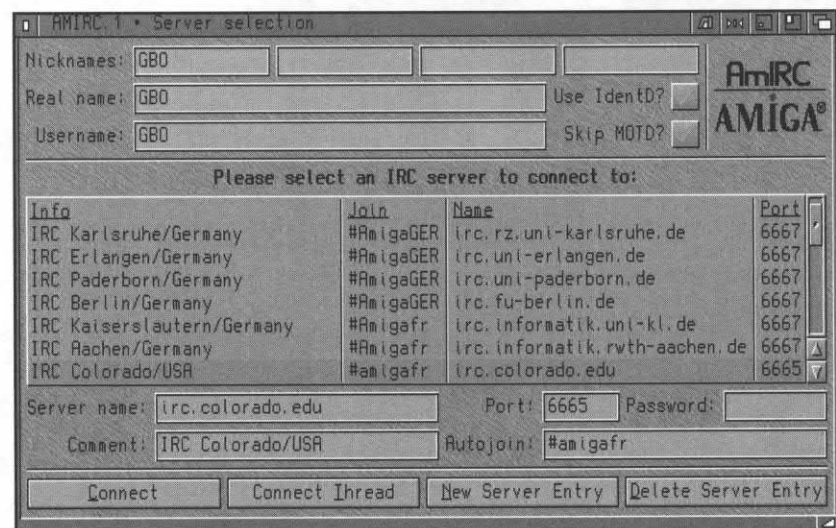 AMIRC.1 • Server selection
Nicknames: GBO
Real name: GBO Use IdentD?
Username: GBO Skip MOTD?
AmIRC
AMIGA®
Please select an IRC server to connect to:
Info Join Name Port
IRC Karlsruhe/Germany #AmigaGER irc.rz.uni-karlsruhe.de 6667
IRC Erlangen/Germany #AmigaGER irc.uni-erlangen.de 6667
IRC Paderborn/Germany #AmigaGER irc.uni-paderborn.de 6667
IRC Berlin/Germany #AmigaGER irc.fu-berlin.de 6667
IRC Kaiserslautern/Germany #Amigafr irc.informatik.uni-kl.de 6667
IRC Aachen/Germany #Amigafr irc.informatik.rwth-aachen.de 6667
IRC Colorado/USA #amigafr irc.colorado.edu 6665
Server name: irc.colorado.edu Port: 6665 Password:
Comment: IRC Colorado/USA Autojoin: #amigafr
Connect Connect Thread New Server Entry Delete Server Entry